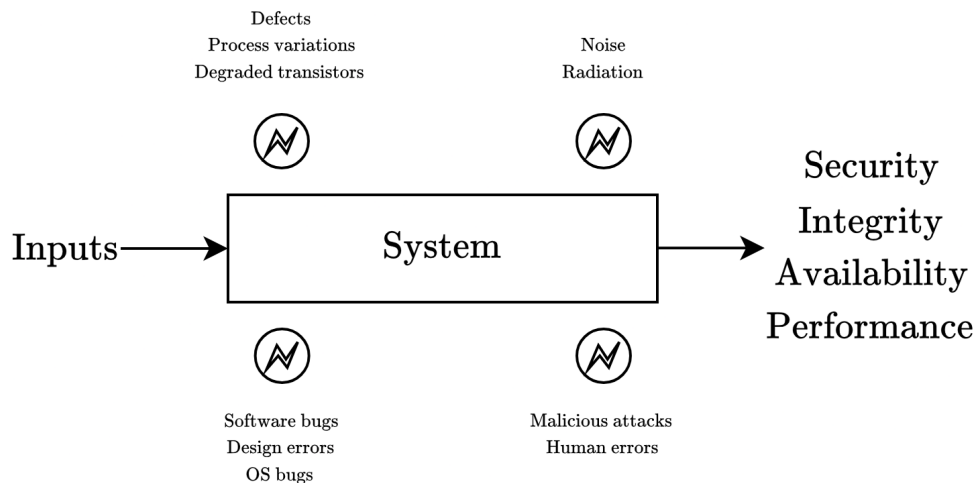 Defects
Process variations
Degraded transistors
Noise
Radiation
Inputs
System
Security
Integrity
Availability
Performance
Software bugs
Design errors
OS bugs
Malicious attacks
Human errors